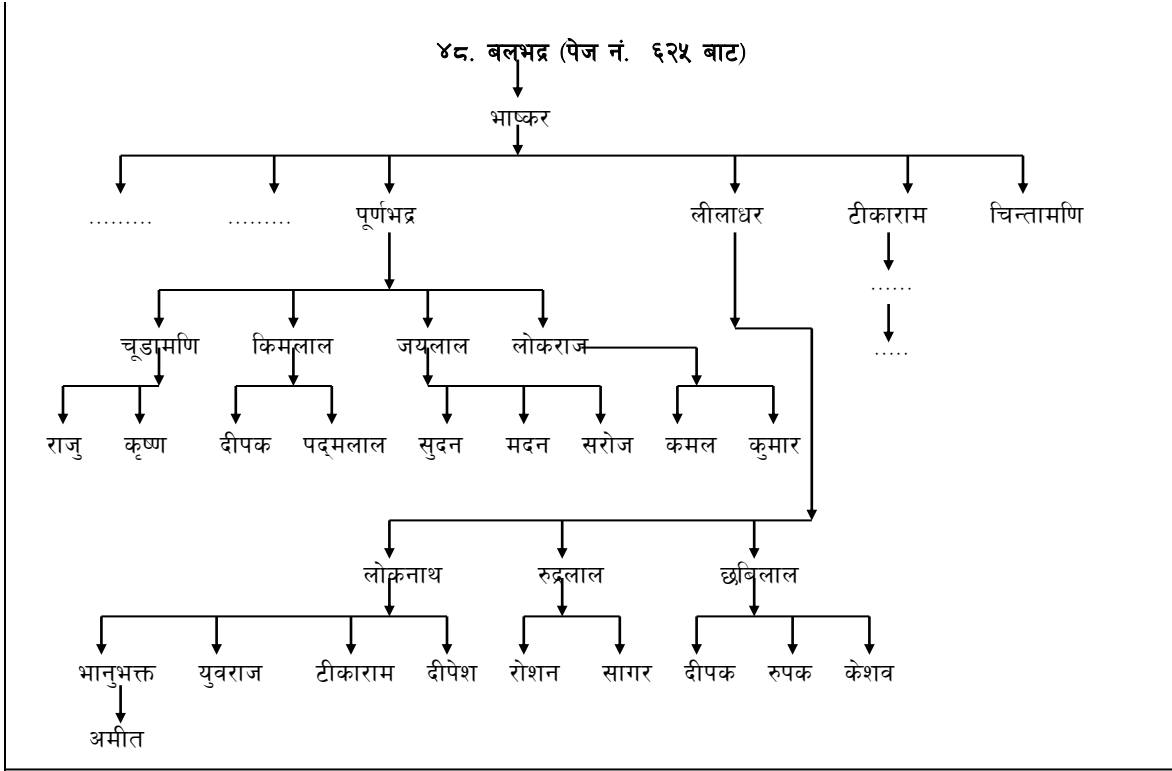 ४८. बलभद्र (पेज नं. ६२५ बाट)
भाष्कर
......... ......... पूर्णभद्र लीलाधर टीकाराम चिन्तामणि
......
चूडामणि किमलाल जयलाल लोकराज .....
राजु कृष्ण दीपक पद्मलाल सुदन मदन सरोज कमल कुमार
लोकनाथ रुद्रलाल छबिलाल
भानुभक्त युवराज टीकाराम दीपेश रोशन सागर दीपक रुपक केशव
अमीत